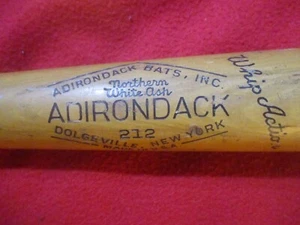 ADIRONDACK BATS, INC.
Northern
White Ash
ADIRONDACK
212
DOLGEVILLE, NEW YORK
Whip Action